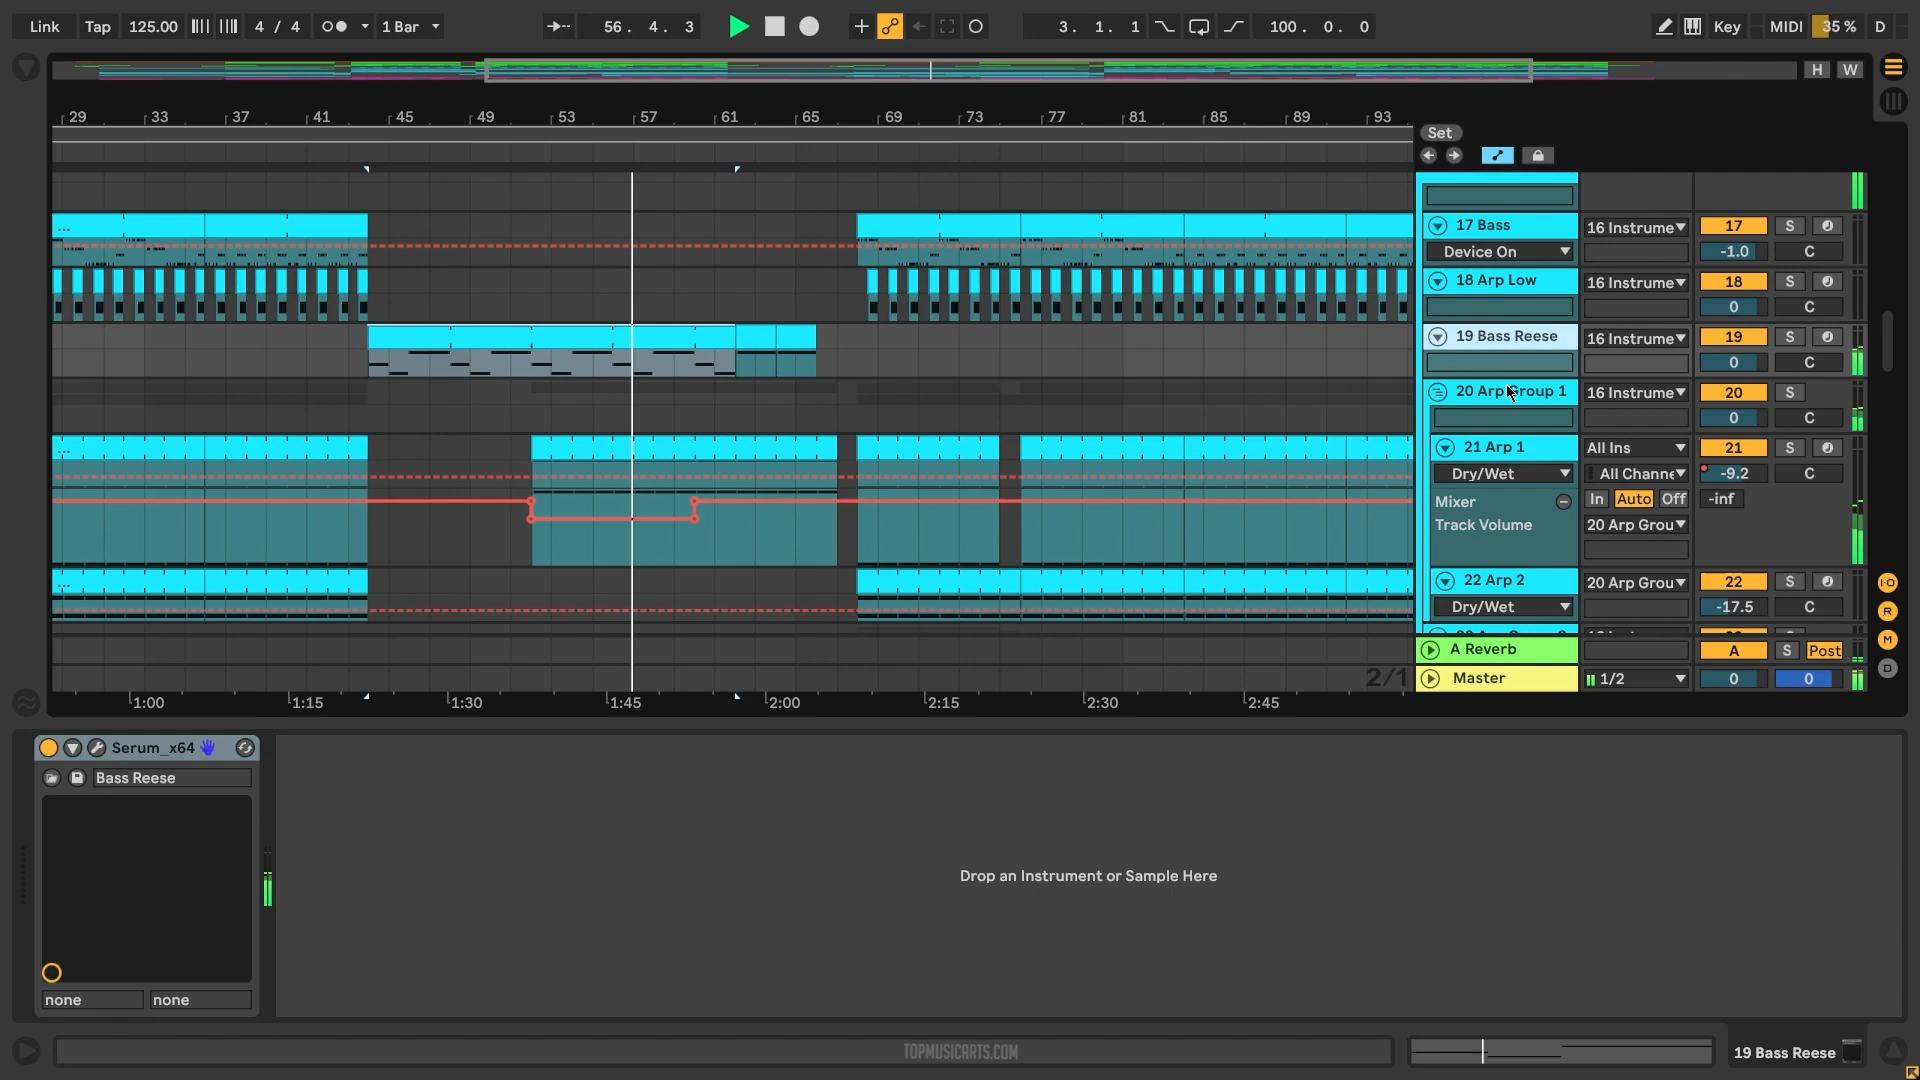 Link Tap 125.00 4 / 4 1 Bar 56. 4. 3 3. 1. 1 100. 0. 0 Key MIDI 35 % D
H W
29 33 37 41 45 49 53 57 61 65 69 73 77 81 85 89 93
Set
17 Bass 16 Instrume 17 S
... Device On -1.0 C
18 Arp Low 16 Instrume 18 S
0 C
19 Bass Reese 16 Instrume 19 S
0 C
20 Arp Group 1 16 Instrume 20 S
0 C
... 21 Arp 1 All Ins 21 S
Dry/Wet All Channe -9.2 C
Mixer In Auto Off -inf
Track Volume 20 Arp Grou
... 22 Arp 2 20 Arp Grou 22 S
Dry/Wet -17.5 C
A Reverb A S Post
2/1 Master 1/2 0 0
I·O
R
M
D
1:00 1:15 1:30 1:45 2:00 2:15 2:30 2:45
Serum_x64
Bass Reese
Drop an Instrument or Sample Here
none none
TOPMUSICARTS.COM 19 Bass Reese